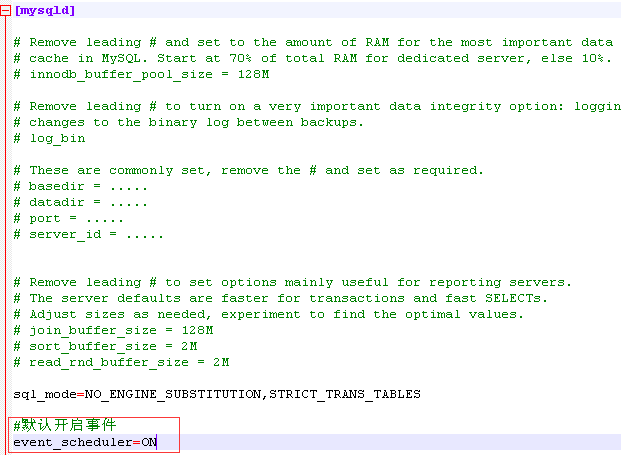 [mysqld]
# Remove leading # and set to the amount of RAM for the most important data
# cache in MySQL. Start at 70% of total RAM for dedicated server, else 10%.
# innodb_buffer_pool_size = 128M
# Remove leading # to turn on a very important data integrity option: loggin
# changes to the binary log between backups.
# log_bin
# These are commonly set, remove the # and set as required.
# basedir = .....
# datadir = .....
# port = .....
# server_id = .....
# Remove leading # to set options mainly useful for reporting servers.
# The server defaults are faster for transactions and fast SELECTs.
# Adjust sizes as needed, experiment to find the optimal values.
# join_buffer_size = 128M
# sort_buffer_size = 2M
# read_rnd_buffer_size = 2M
sql_mode=NO_ENGINE_SUBSTITUTION,STRICT_TRANS_TABLES
#默认开启事件
event_scheduler=ON